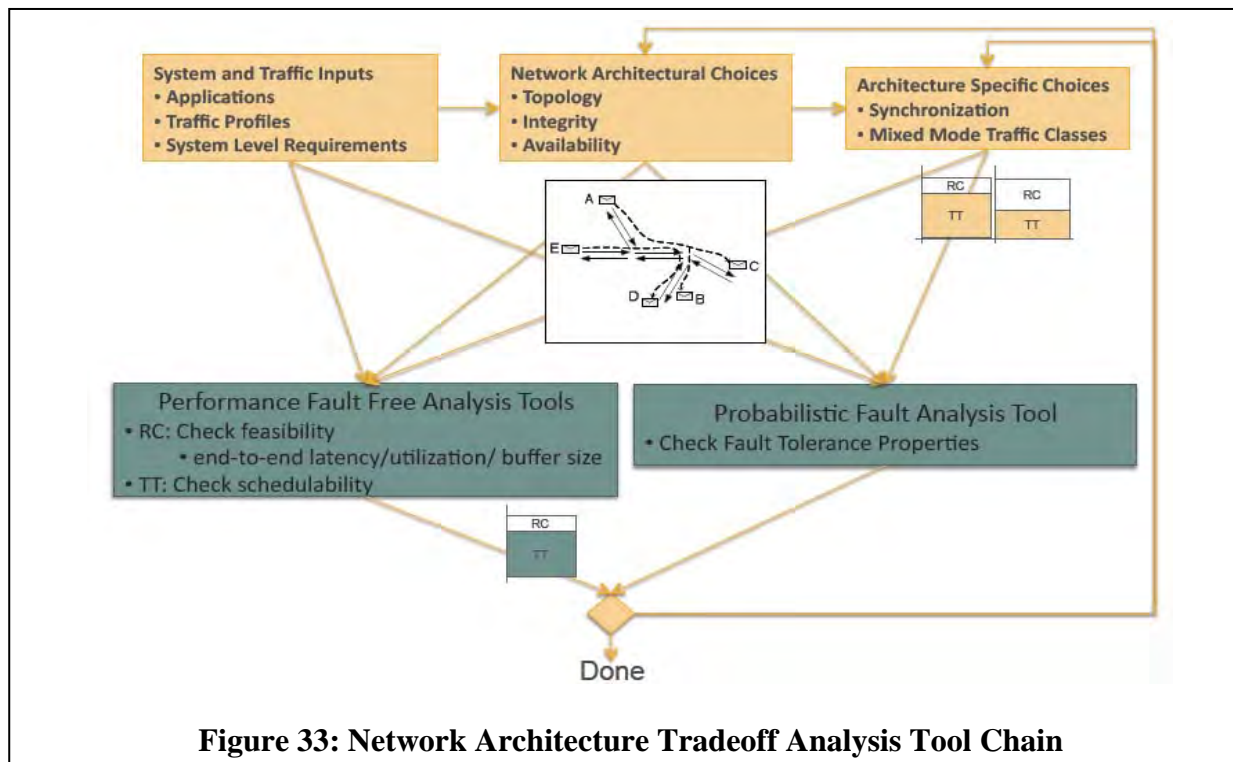 System and Traffic Inputs
• Applications
• Traffic Profiles
• System Level Requirements
Network Architectural Choices
• Topology
• Integrity
• Availability
Architecture Specific Choices
• Synchronization
• Mixed Mode Traffic Classes
RC
TT
RC
TT
A
E
C
D
B
Performance Fault Free Analysis Tools
• RC: Check feasibility
• end-to-end latency/utilization/ buffer size
• TT: Check schedulability
Probabilistic Fault Analysis Tool
• Check Fault Tolerance Properties
RC
TT
Done
Figure 33: Network Architecture Tradeoff Analysis Tool Chain